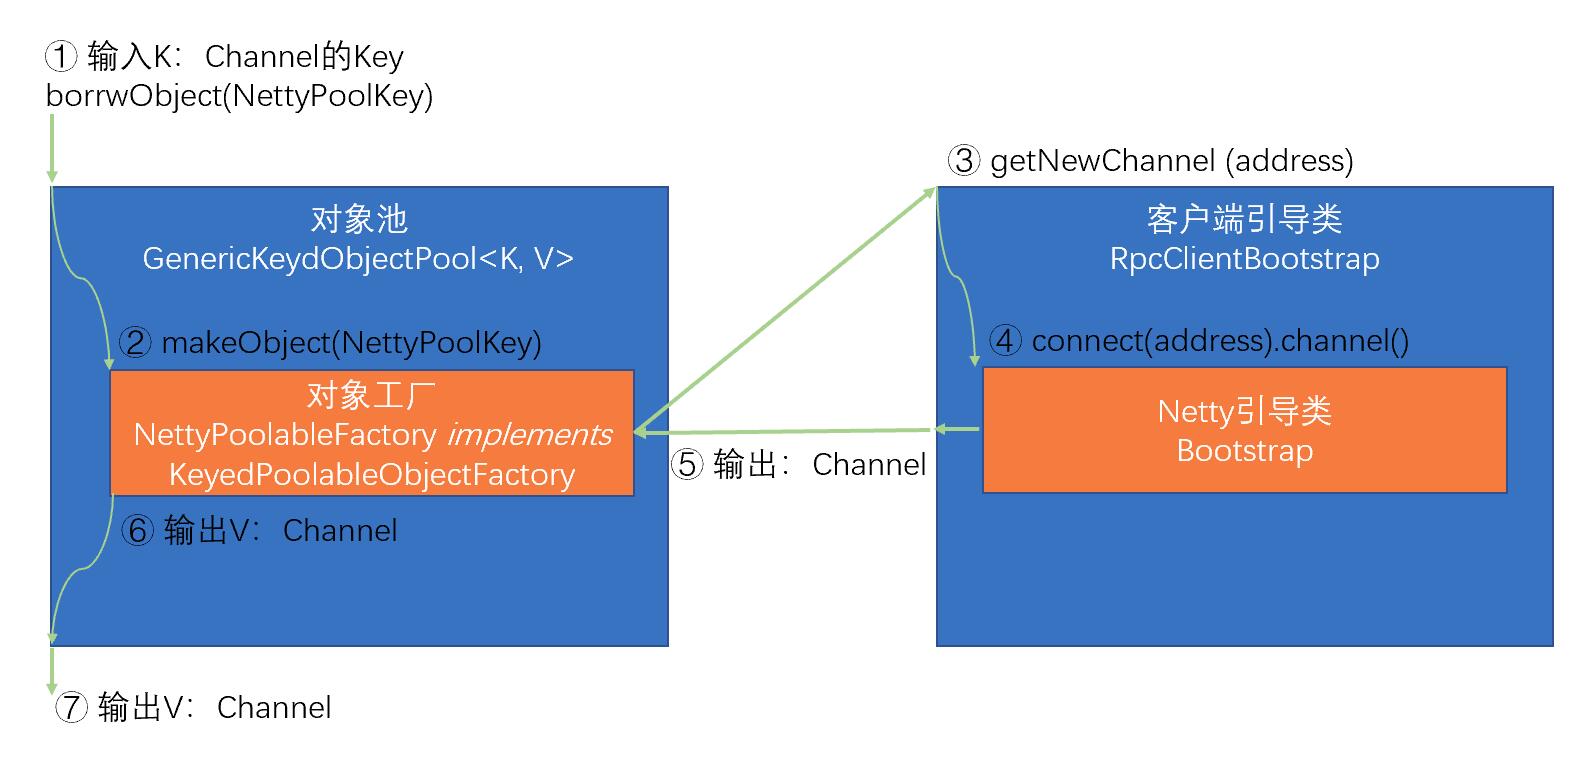 ① 输入K：Channel的Key
borrwObject(NettyPoolKey)
对象池
GenericKeydObjectPool<K, V>
② makeObject(NettyPoolKey)
对象工厂
NettyPoolableFactory implements
KeyedPoolableObjectFactory
③ getNewChannel (address)
客户端引导类
RpcClientBootstrap
④ connect(address).channel()
Netty引导类
Bootstrap
⑤ 输出：Channel
⑥ 输出V：Channel
⑦ 输出V：Channel